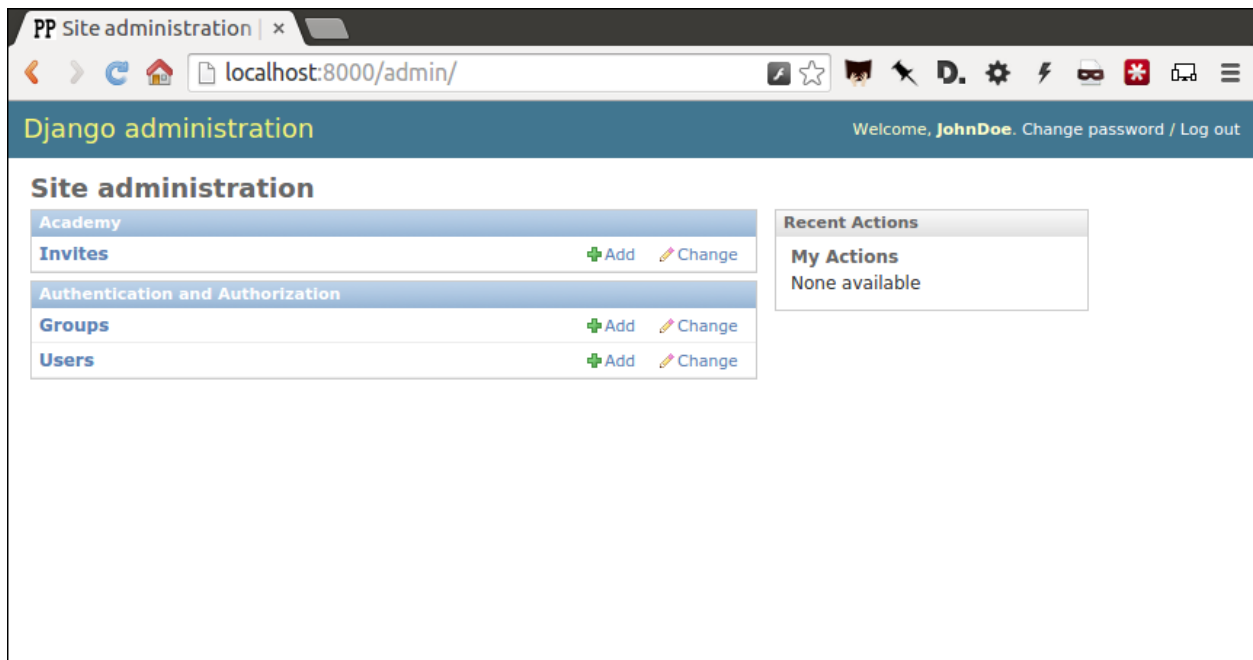 PP Site administration | ×
localhost:8000/admin/
D.
Django administration
Welcome, JohnDoe. Change password / Log out
Site administration
Academy
Invites Add Change
Authentication and Authorization
Groups Add Change
Users Add Change
Recent Actions
My Actions
None available